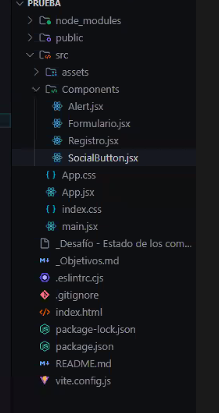 PRUEBA
node_modules
public
src
assets
Components
Alert.jsx
Formulario.jsx
Registro.jsx
SocialButton.jsx
App.css
App.jsx
index.css
main.jsx
_Desafío - Estado de los com...
_Objetivos.md
.eslintrc.cjs
.gitignore
index.html
package-lock.json
package.json
README.md
vite.config.js